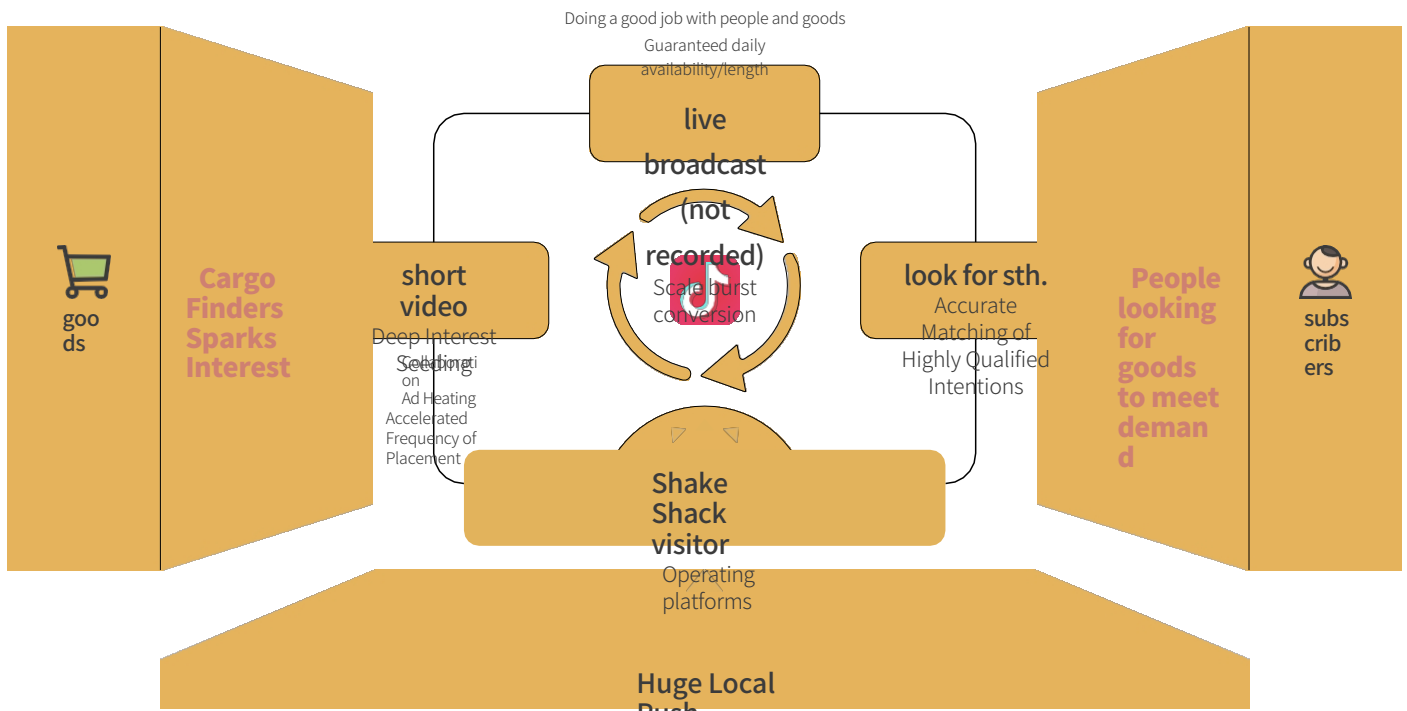 Doing a good job with people and goods
Guaranteed daily
availability/length
live
broadcast
(not
recorded)
Scale burst
conversion
goo
ds
Cargo
Finders
Sparks
Interest
short
video
Deep Interest
Seeding
Collaborati
on
Ad Heating
Accelerated
Frequency of
Placement
look for sth.
Accurate
Matching of
Highly Qualified
Intentions
People
looking
for
goods
to meet
deman
d
subs
crib
ers
Shake
Shack
visitor
Operating
platforms
Huge Local
Push